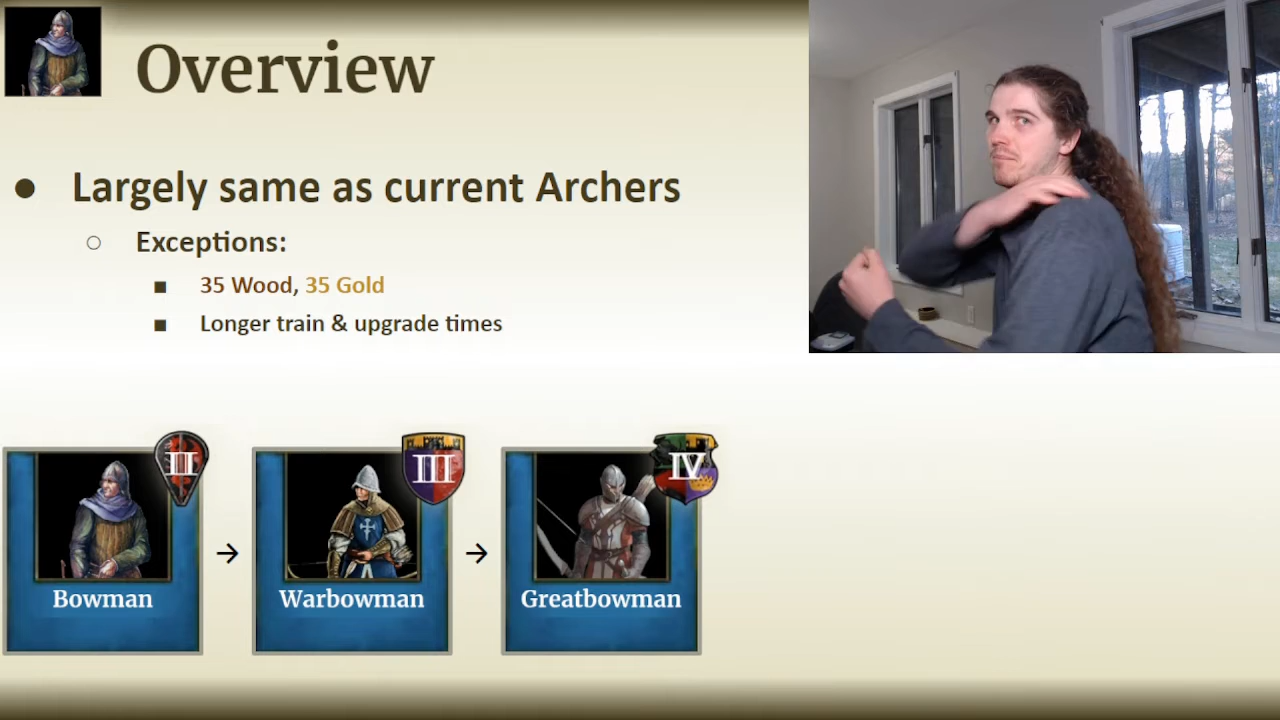 Overview
● Largely same as current Archers
○ Exceptions:
■ 35 Wood, 35 Gold
■ Longer train & upgrade times
II
III
IV
Bowman → Warbowman → Greatbowman